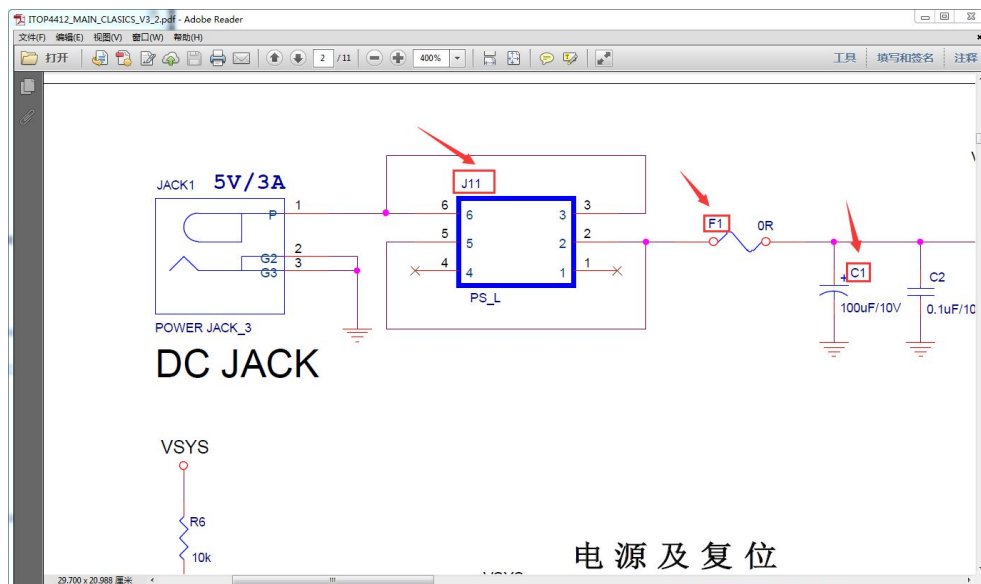 ITOP4412_MAIN_CLASICS_V3_2.pdf - Adobe Reader
文件(F) 编辑(E) 视图(V) 窗口(W) 帮助(H)
打开 2 /11 400% 工具 填写和签名 注释
JACK1 5V/3A
J11
P 1
G2 2
G3 3
6 6 3 3
5 5 2 2
4 4 1 1
PS_L
F1 0R
+ C1
100uF/10V
C2
0.1uF/10
POWER JACK_3
DC JACK
VSYS
R6
10k
电源及复位
29.700 x 20.988 厘米